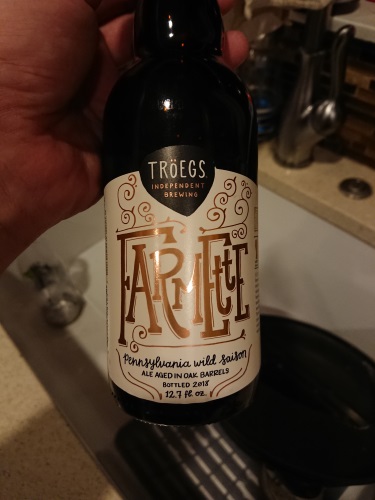 TRöEGS
INDEPENDENT
BREWING
FARMEttE
Pennsylvania wild saison
ALE AGED IN OAK BARRELS
BOTTLED 2018
12.7 fl. oz.